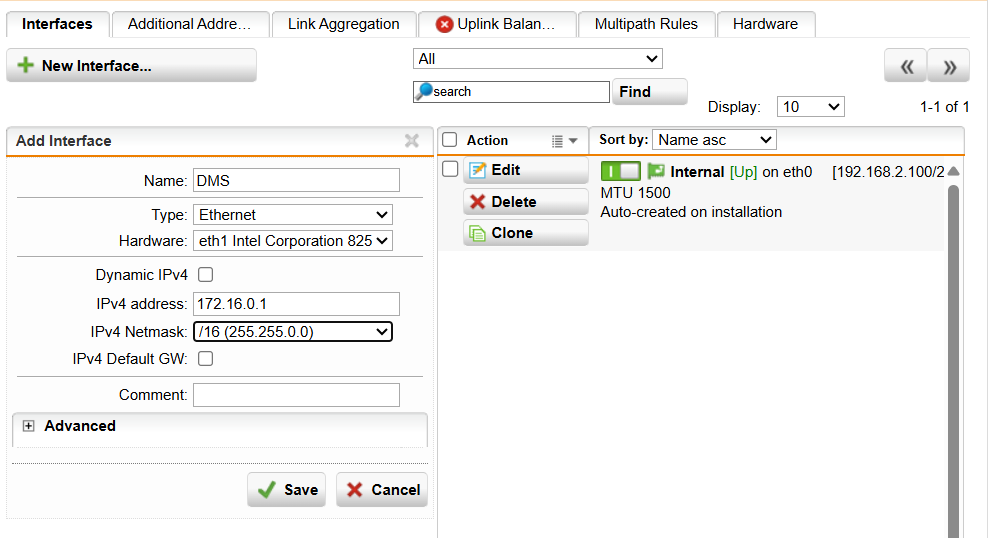 Interfaces
Additional Addre...
Link Aggregation
Uplink Balan...
Multipath Rules
Hardware
New Interface...
All
search
Find
Display:
10
1-1 of 1
Add Interface
Name: DMS
Type: Ethernet
Hardware: eth1 Intel Corporation 825
Dynamic IPv4
IPv4 address: 172.16.0.1
IPv4 Netmask: /16 (255.255.0.0)
IPv4 Default GW:
Comment:
Advanced
Save
Cancel
Action
Sort by: Name asc
Edit
Delete
Clone
Internal [Up] on eth0 [192.168.2.100/2
MTU 1500
Auto-created on installation